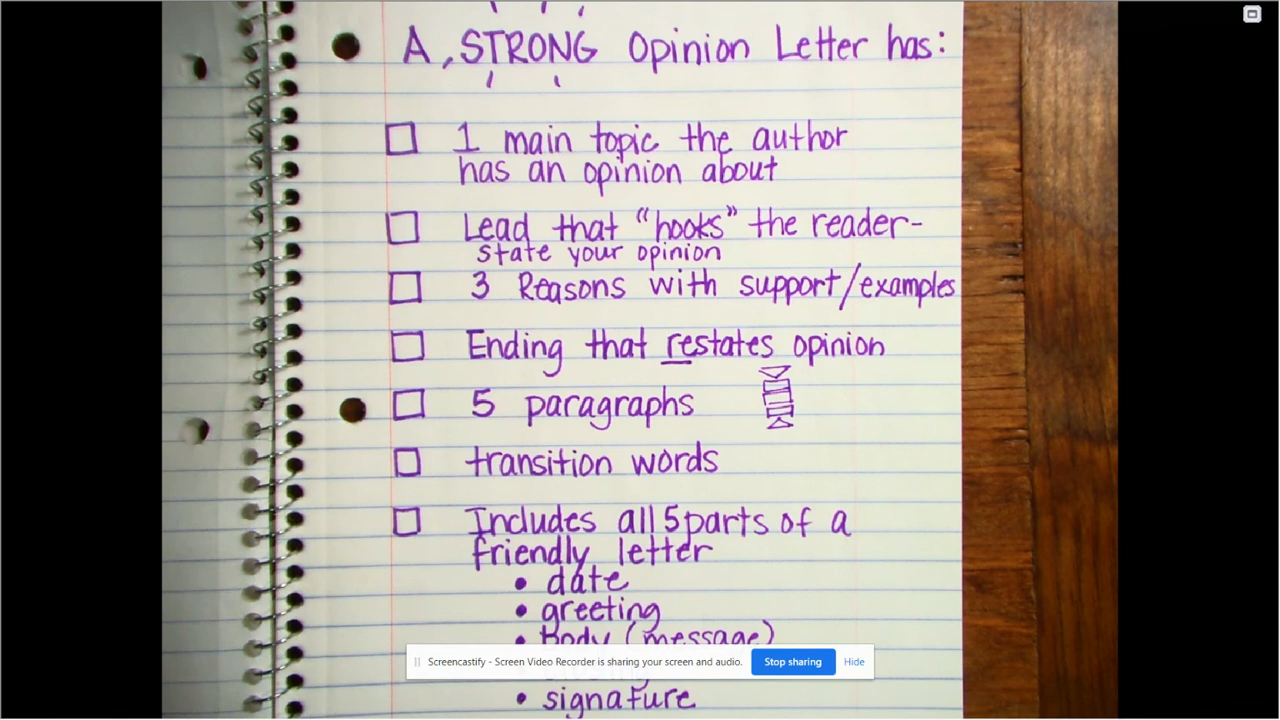 A STRONG Opinion Letter has:
1 main topic the author
has an opinion about
Lead that "hooks" the reader-
state your opinion
3 Reasons with support/examples
Ending that restates opinion
5 paragraphs
transition words
Includes all 5 parts of a
friendly letter
• date
• greeting
• Body (message)
Screencastify - Screen Video Recorder is sharing your screen and audio. Stop sharing Hide
• signature